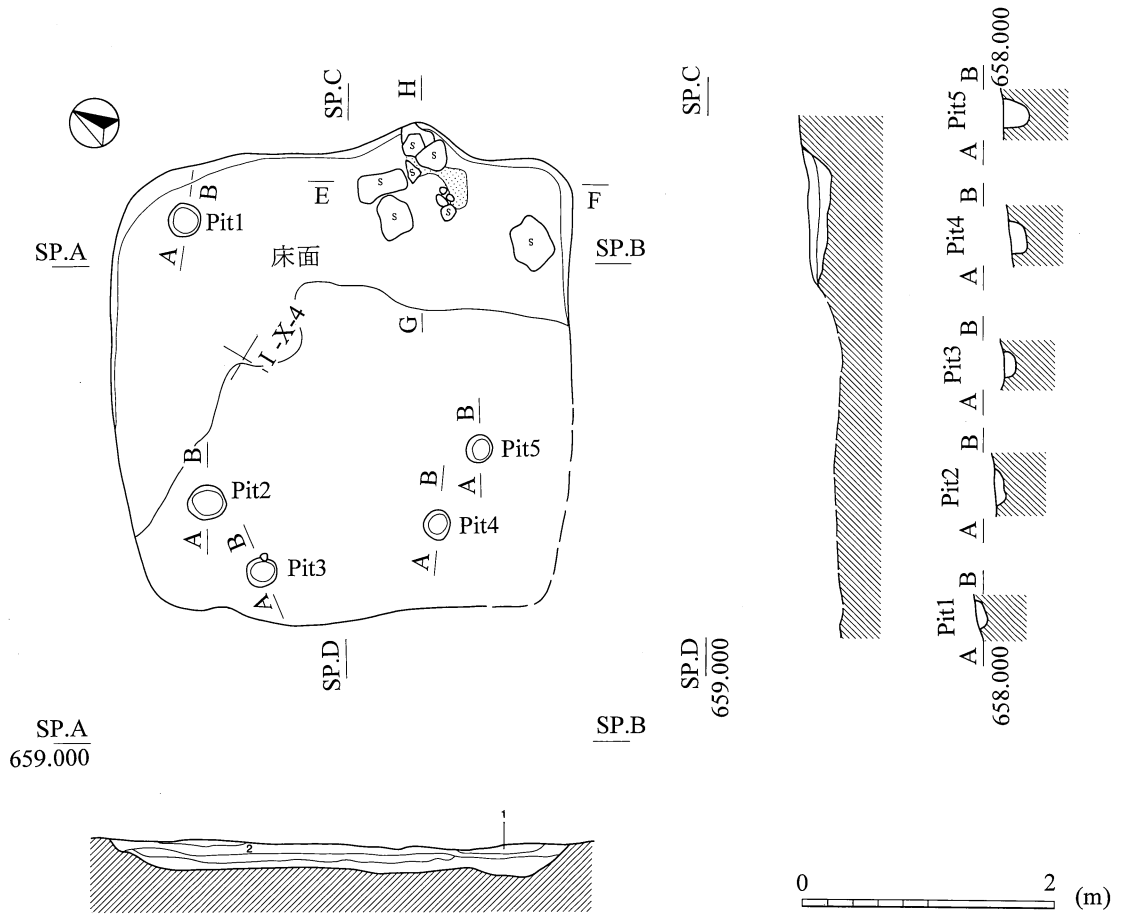 SP.C
H
SP.C
658.000
S
S
S
S
S
S
S
S
E
F
B
Pit1
A
SP.A
SP.B
床面
I-X-4
G
B
Pit5
A
B
Pit2
A
B
Pit4
A
B
Pit3
A
SP.D
SP.D
659.000
B
Pit5
A
B
Pit4
A
B
Pit3
A
B
Pit2
A
B
Pit1
A
658.000
SP.A
659.000
SP.B
1
2
0 2 (m)